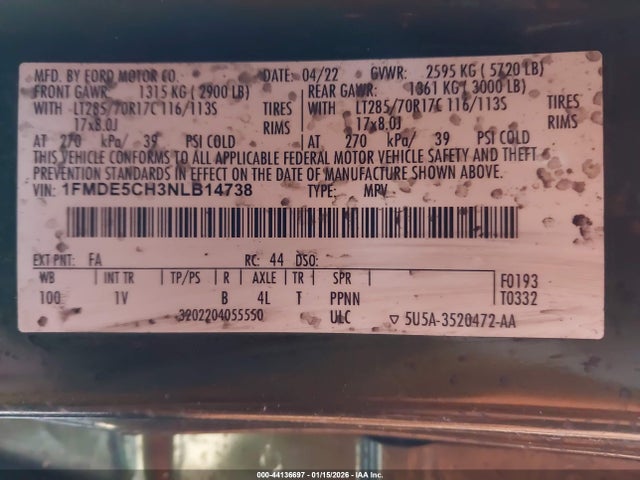 MFD. BY FORD MOTOR CO. DATE: 04/22 GVWR: 2595 KG ( 5720 LB)
FRONT GAWR: 1315 KG ( 2900 LB) REAR GAWR: 1361 KG ( 3000 LB)
WITH LT285/70R17C 116/113S TIRES WITH LT285/70R17C 116/113S TIRES
17x8.0J RIMS 17x8.0J RIMS
AT 270 kPa/ 39 PSI COLD AT 270 kPa/ 39 PSI COLD
THIS VEHICLE CONFORMS TO ALL APPLICABLE FEDERAL MOTOR VEHICLE SAFETY AND THEFT
PREVENTION STANDARDS IN EFFECT ON THE DATE OF MANUFACTURE SHOWN ABOVE.
VIN: 1FMDE5CH3NLB14738 TYPE: MPV
EXT PNT: FA RC: 44 DSO:
WB INT TR TP/PS R AXLE TR SPR F0193
100 1V B 4L T PPNN T0332
3202204055550 ULC ▽ 5U5A-3520472-AA
000-44136697 - 01/15/2026 - IAA Inc.